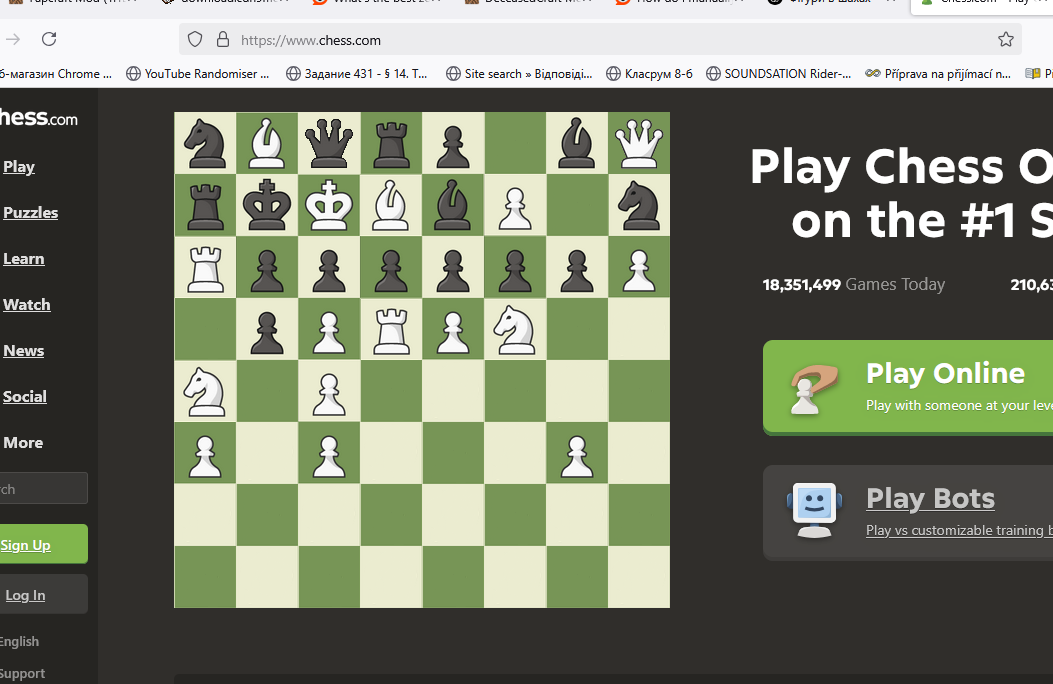 https://www.chess.com
б-магазин Chrome ... YouTube Randomiser ... Задание 431 - § 14. Т... Site search » Відповіді... Класрум 8-б SOUNDSATION Rider-... Příprava na přijímací n...
hess.com
Play
Puzzles
Learn
Watch
News
Social
More
rch
Sign Up
Log In
English
Support
Play Chess O
on the #1 S
18,351,499 Games Today 210,63
Play Online
Play with someone at your leve
Play Bots
Play vs customizable training b